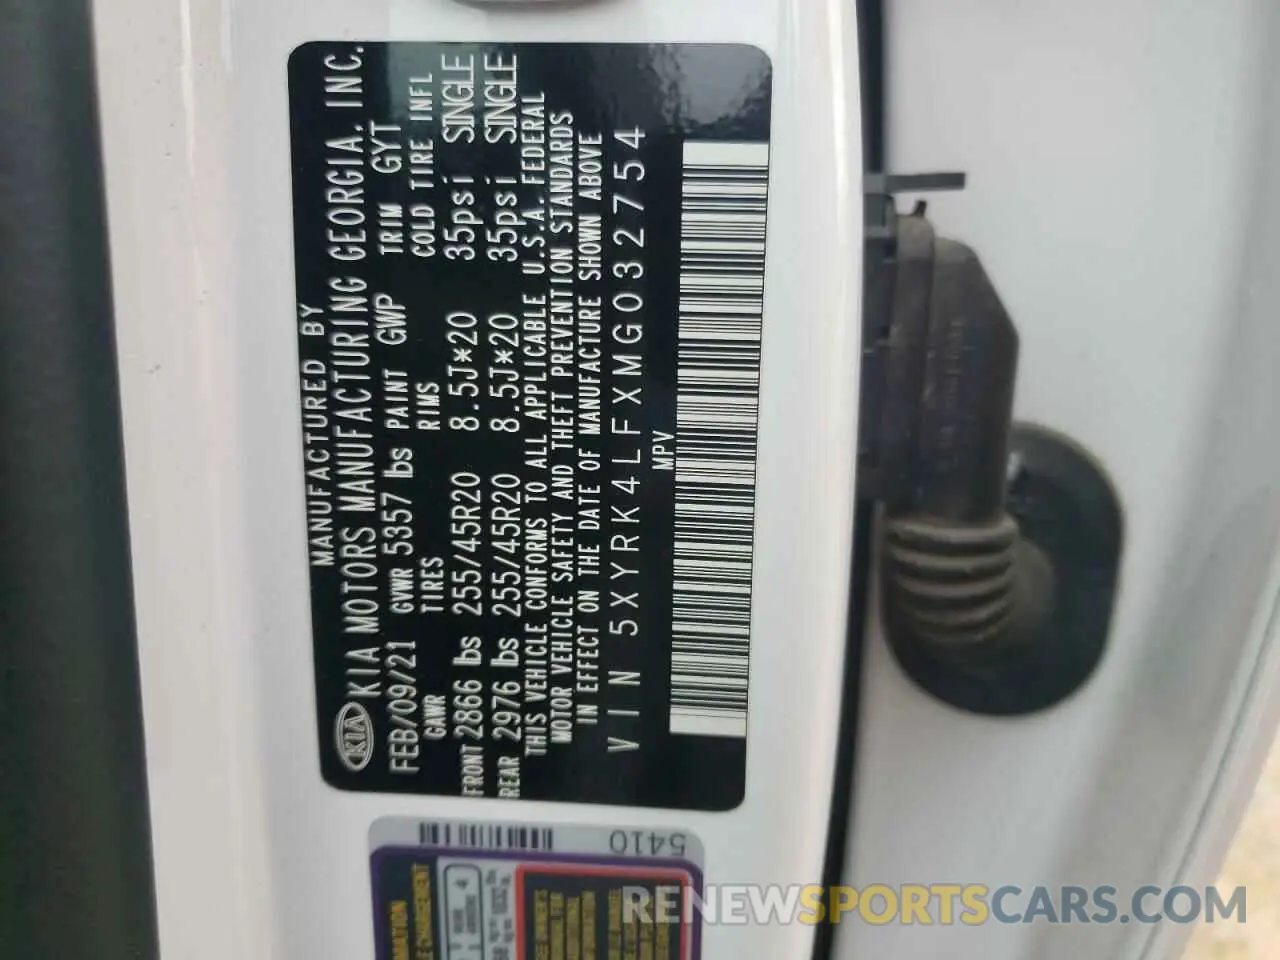 MANUFACTURED BY
KIA KIA MOTORS MANUFACTURING GEORGIA, INC.
FEB/09/21 GVWR 5357 lbs PAINT GWP TRIM GYT
GAWR TIRES RIMS COLD TIRE INFL
FRONT 2866 lbs 255/45R20 8.5J*20 35psi SINGLE
REAR 2976 lbs 255/45R20 8.5J*20 35psi SINGLE
THIS VEHICLE CONFORMS TO ALL APPLICABLE U.S.A. FEDERAL
MOTOR VEHICLE SAFETY AND THEFT PREVENTION STANDARDS
IN EFFECT ON THE DATE OF MANUFACTURE SHOWN ABOVE
VIN 5XYRK4LFXMG032754
MPV
5410
RENEWSPORTSCARS.COM